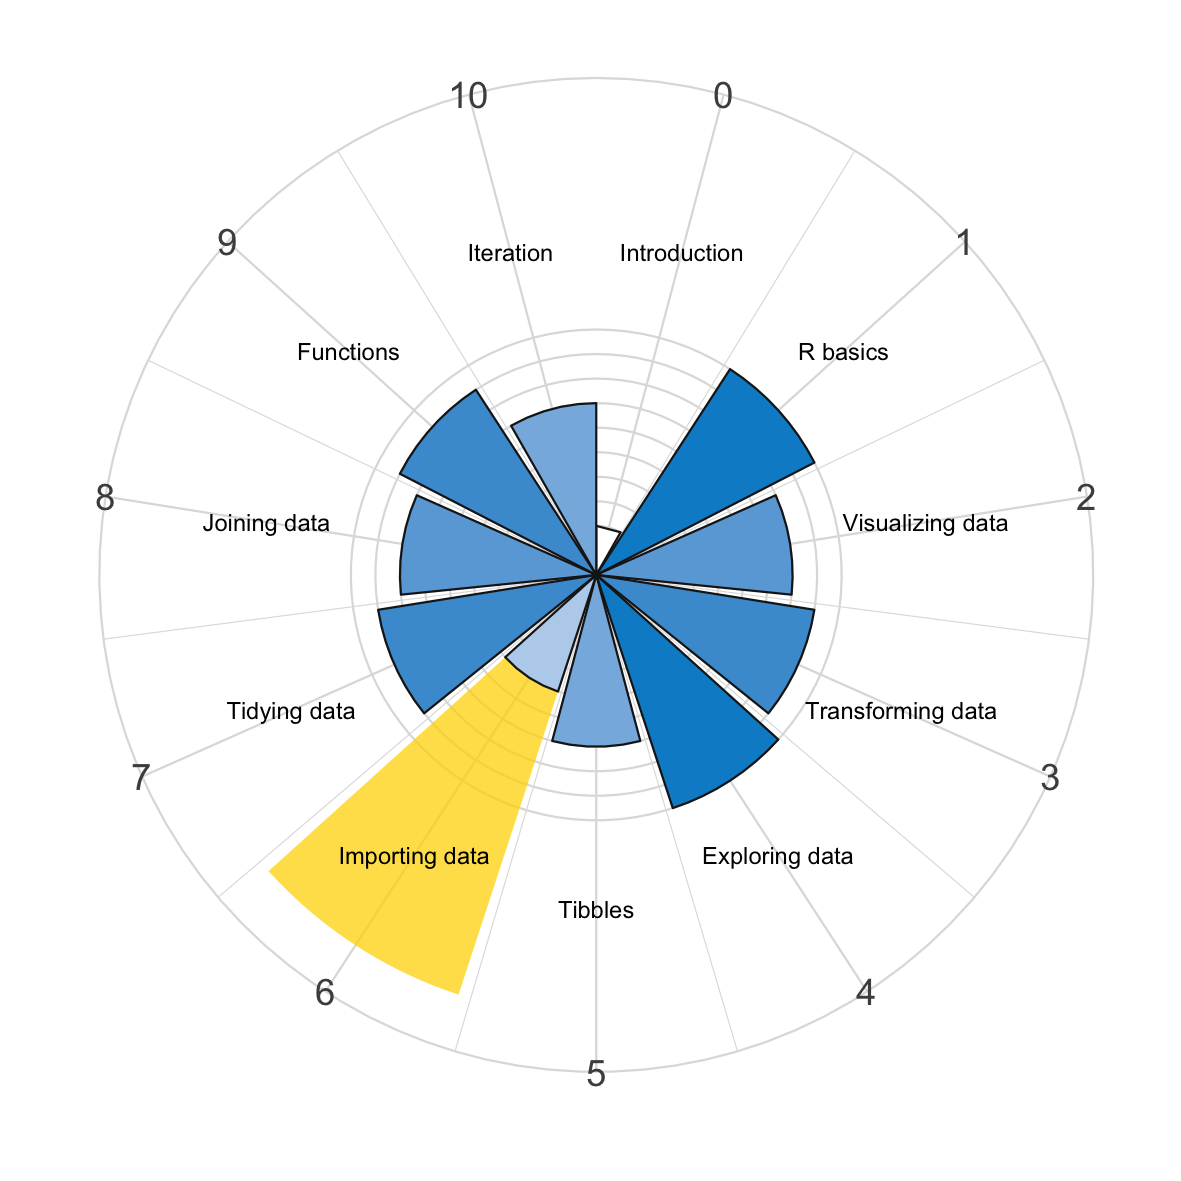 10
0
9
Iteration
Introduction
1
Functions
R basics
8
Joining data
Visualizing data
2
Tidying data
Transforming data
7
3
Importing data
Exploring data
Tibbles
6
4
5